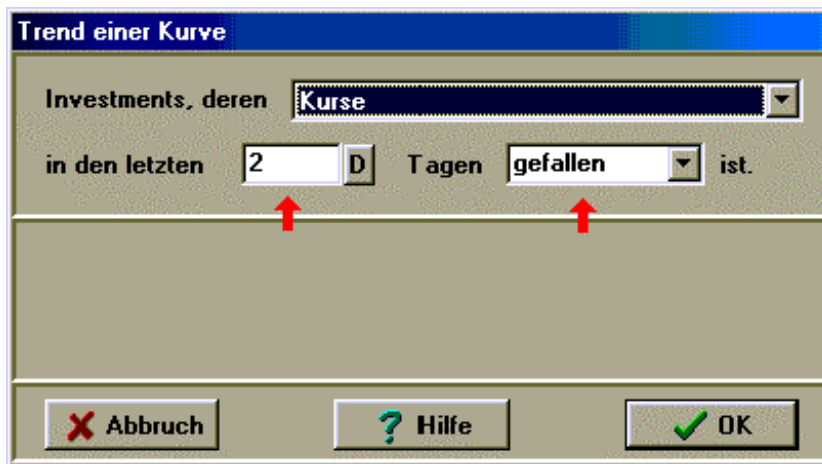 Trend einer Kurve
Investments, deren Kurse
in den letzten 2 D Tagen gefallen ist.
Abbruch ? Hilfe OK